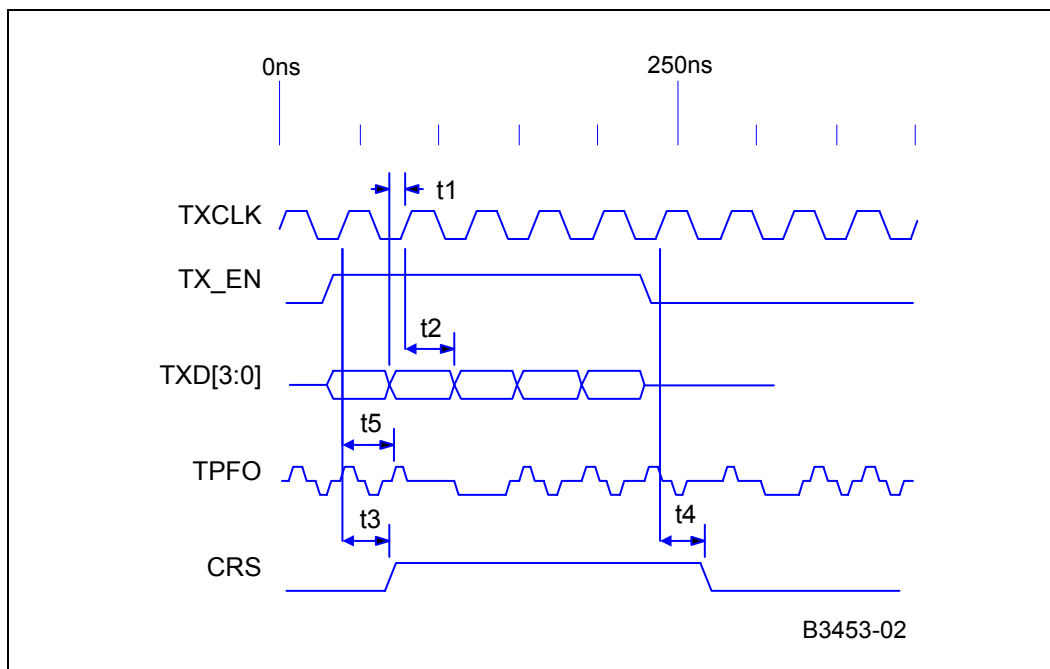 0ns 250ns
t1
TXCLK
TX_EN
t2
TXD[3:0]
t5
TPFO
t3 t4
CRS
B3453-02